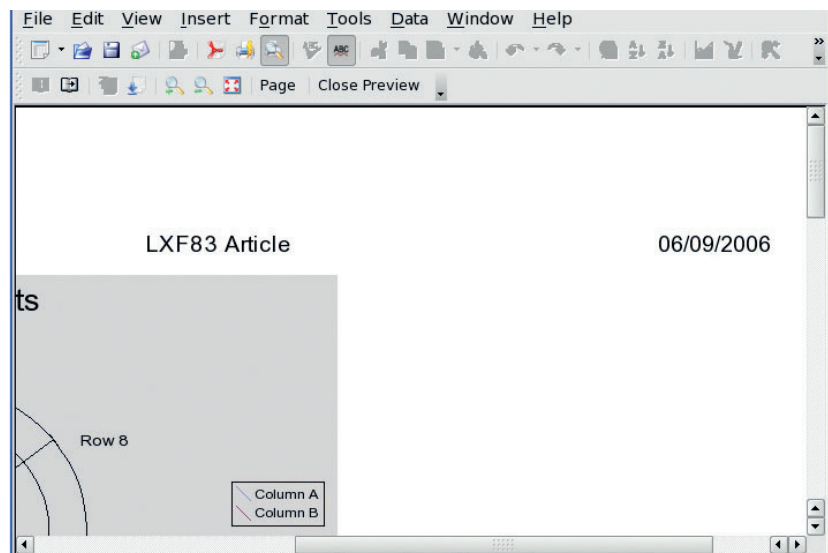 File Edit View Insert Format Tools Data Window Help
ABC
Page Close Preview
LXF83 Article 06/09/2006
ts
Row 8
Column A
Column B